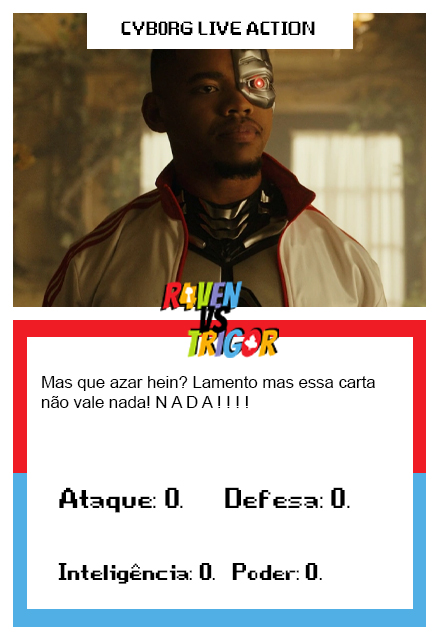 CYBORG LIVE ACTION
RAVEN
VS
TRIGOR
Mas que azar hein? Lamento mas essa carta
não vale nada! N A D A ! ! ! !
Ataque: 0. Defesa: 0.
Inteligência: 0. Poder: 0.